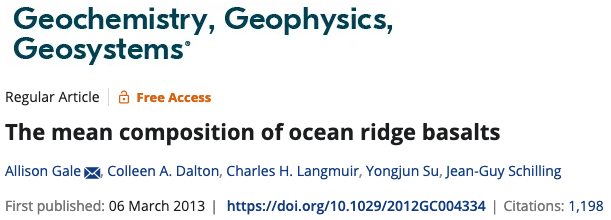 Geochemistry, Geophysics,
Geosystems®
Regular Article | Free Access
The mean composition of ocean ridge basalts
Allison Gale, Colleen A. Dalton, Charles H. Langmuir, Yongjun Su, Jean-Guy Schilling
First published: 06 March 2013 | https://doi.org/10.1029/2012GC004334 | Citations: 1,198